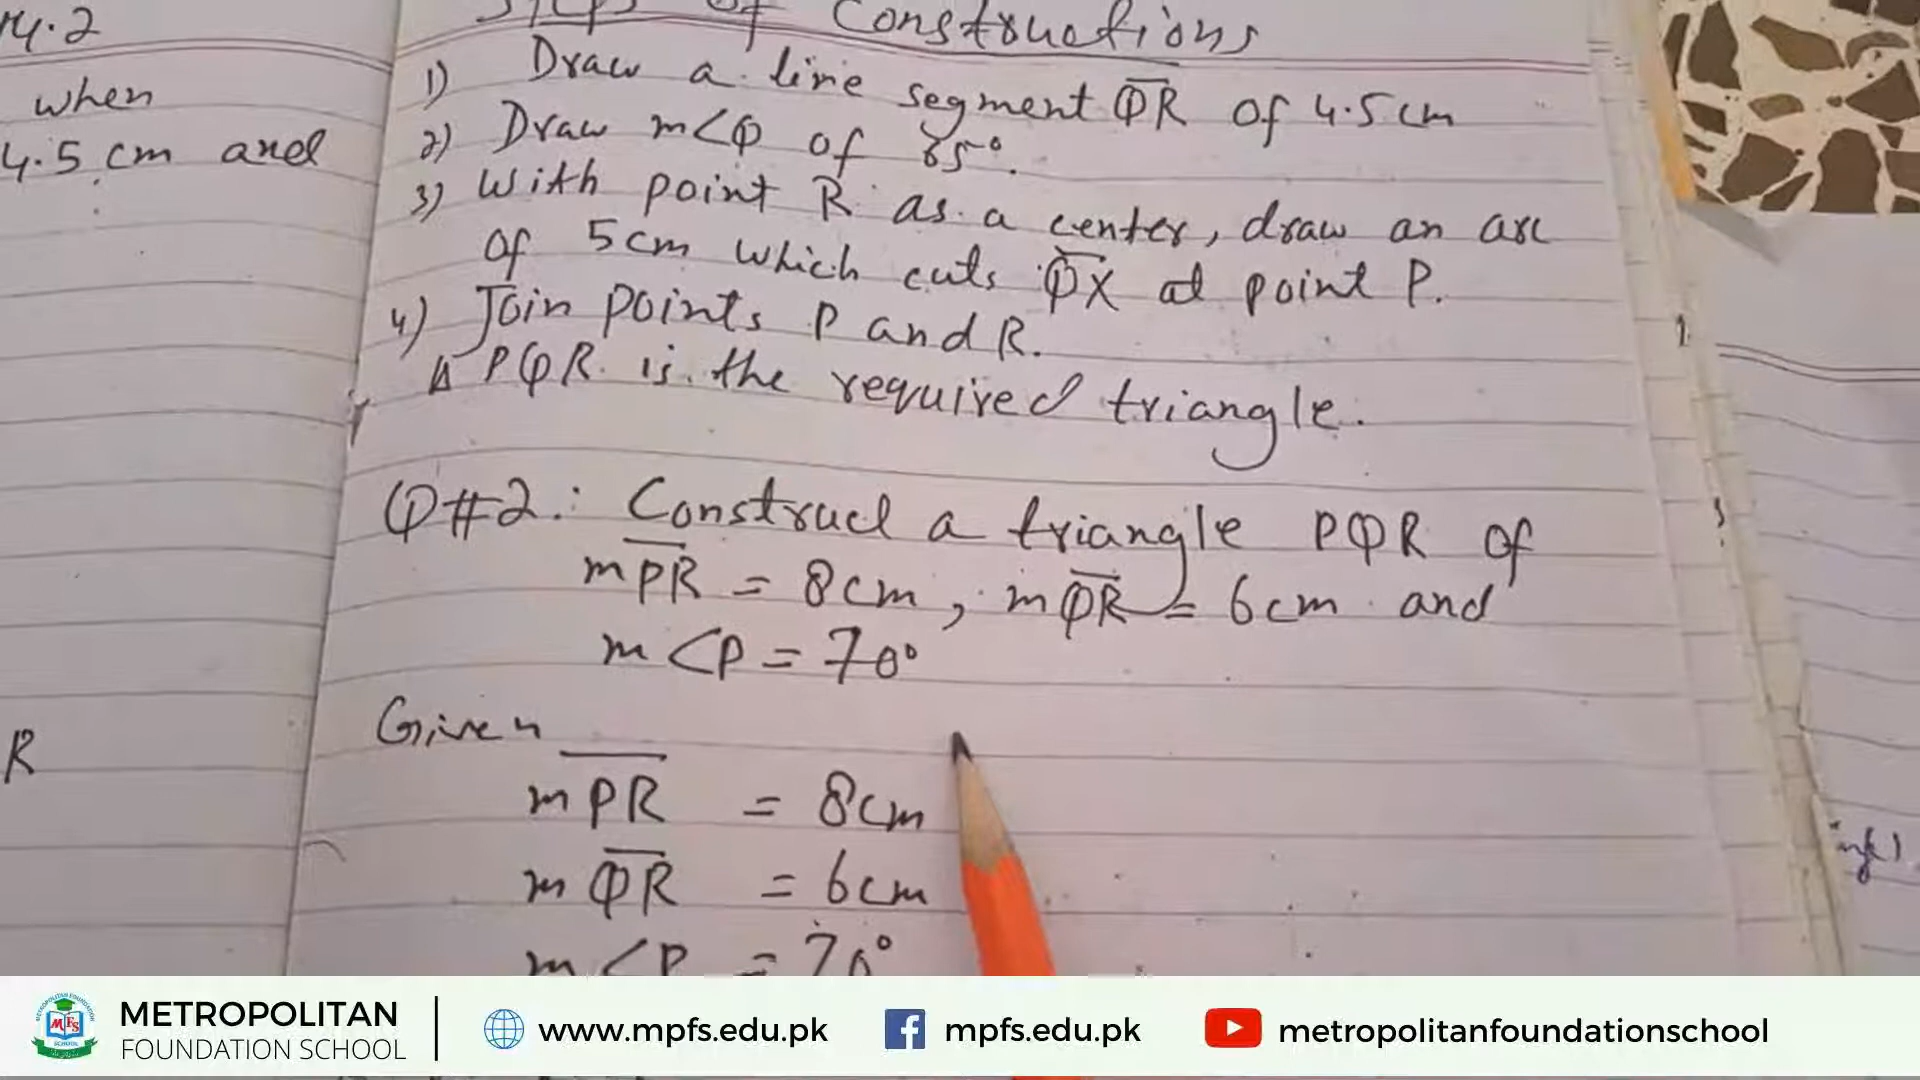 14.2
when
4.5 cm and
R
Steps of Constructions
1) Draw a line segment QR of 4.5 cm
2) Draw m<Q of 65°.
3) With point R as a center, draw an arc
of 5cm which cuts QX at point P.
4) Join points P and R.
Δ PQR is the required triangle.
Q#2: Construct a triangle PQR of
mPR = 8cm, mQR = 6cm and
m<P = 70°
Given
mPR = 8cm
mQR = 6cm
m<P = 70°
METROPOLITAN
FOUNDATION SCHOOL
www.mpfs.edu.pk
mpfs.edu.pk
metropolitanfoundationschool